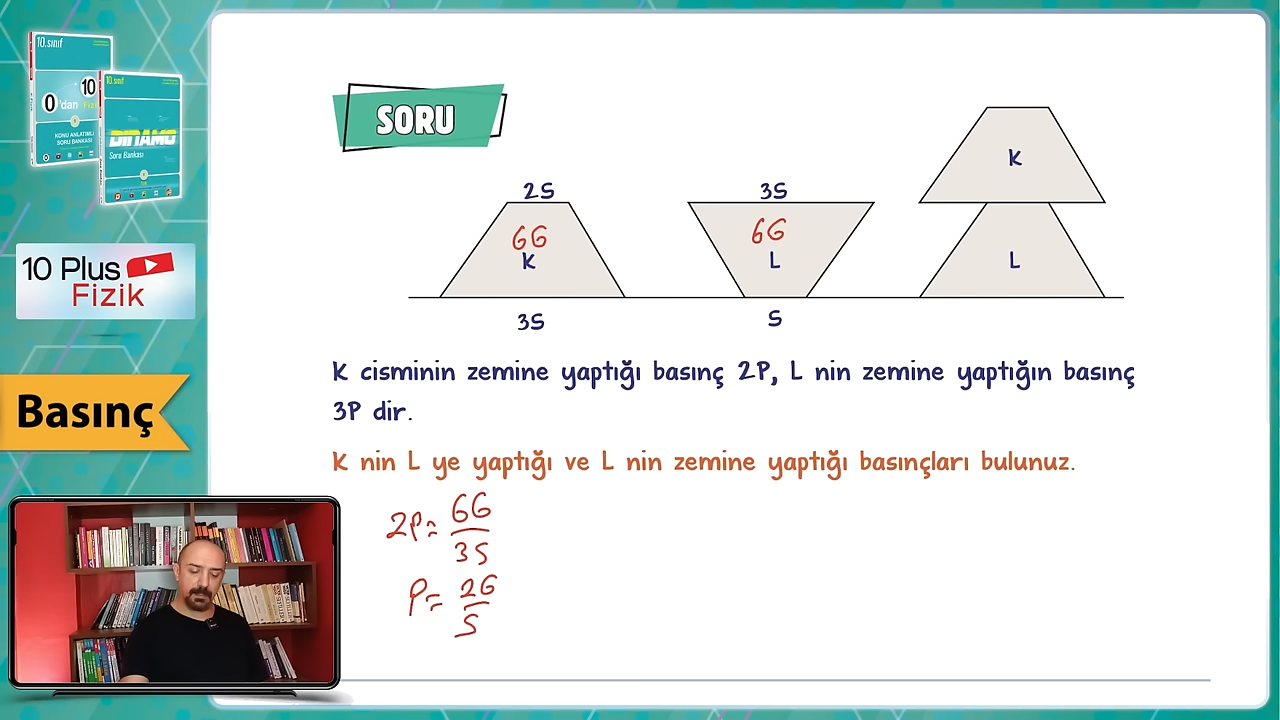 10.sınıf
0'dan 10
Fizik
KONU ANLATIMLI
SORU BANKASI
10.sınıf
DİNAMO
Soru Bankası
10 Plus
Fizik
Basınç
SORU
2S
6G
K
3S
3S
6G
L
S
K
L
K cisminin zemine yaptığı basınç 2P, L nin zemine yaptığın basınç
3P dir.
K nin L ye yaptığı ve L nin zemine yaptığı basınçları bulunuz.
2P = 6G / 3S
P = 2G / S